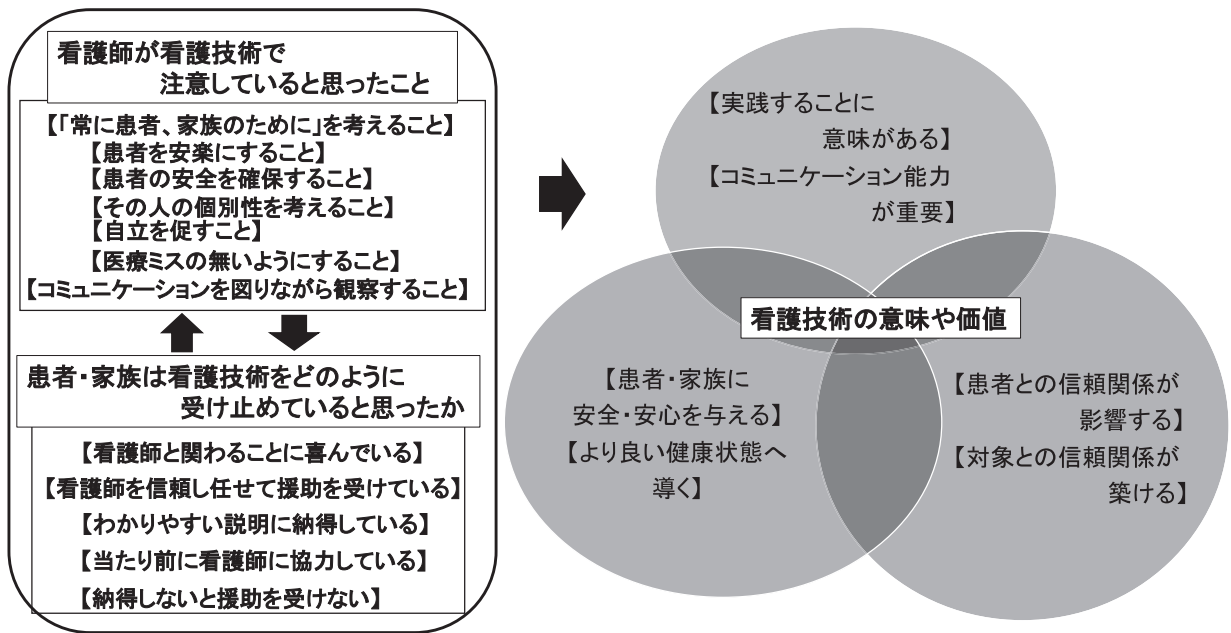 看護師が看護技術で
注意していると思ったこと
【「常に患者、家族のために」を考えること】
【患者を安楽にすること】
【患者の安全を確保すること】
【その人の個別性を考えること】
【自立を促すこと】
【医療ミスの無いようにすること】
【コミュニケーションを図りながら観察すること】
患者・家族は看護技術をどのように
受け止めていると思ったか
【看護師と関わることに喜んでいる】
【看護師を信頼し任せて援助を受けている】
【わかりやすい説明に納得している】
【当たり前に看護師に協力している】
【納得しないと援助を受けない】
【実践することに
意味がある】
【コミュニケーション能力
が重要】
看護技術の意味や価値
【患者・家族に
安全・安心を与える】
【より良い健康状態へ
導く】
【患者との信頼関係が
影響する】
【対象との信頼関係が
築ける】